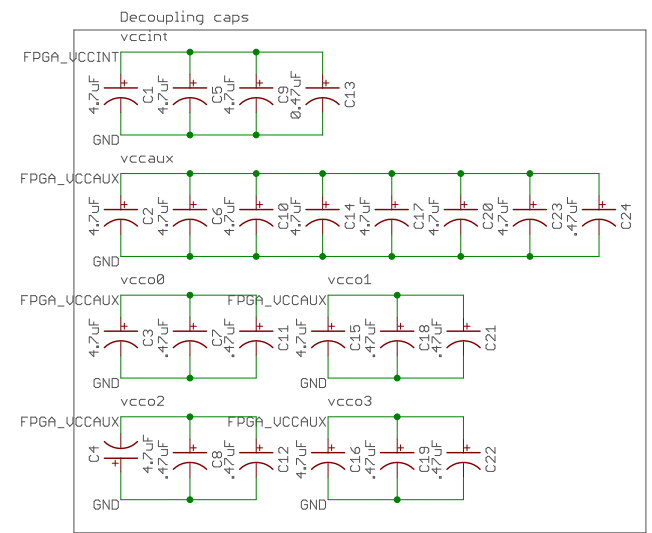 Decoupling caps
vccint
FPGA_VCCINT
4.7uF C1 4.7uF C5 4.7uF C9 0.47uF C13
GND
vccaux
FPGA_VCCAUX
4.7uF C2 4.7uF C6 4.7uF C10 4.7uF C14 4.7uF C17 4.7uF C20 4.7uF C23 .47uF C24
GND
vcco0 vcco1
FPGA_VCCAUX FPGA_VCCAUX
4.7uF C3 .47uF C7 .47uF C11 4.7uF C15 .47uF C18 .47uF C21
GND GND
vcco2 vcco3
FPGA_VCCAUX FPGA_VCCAUX
C4 4.7uF .47uF C8 .47uF C12 4.7uF C16 .47uF C19 .47uF C22
GND GND